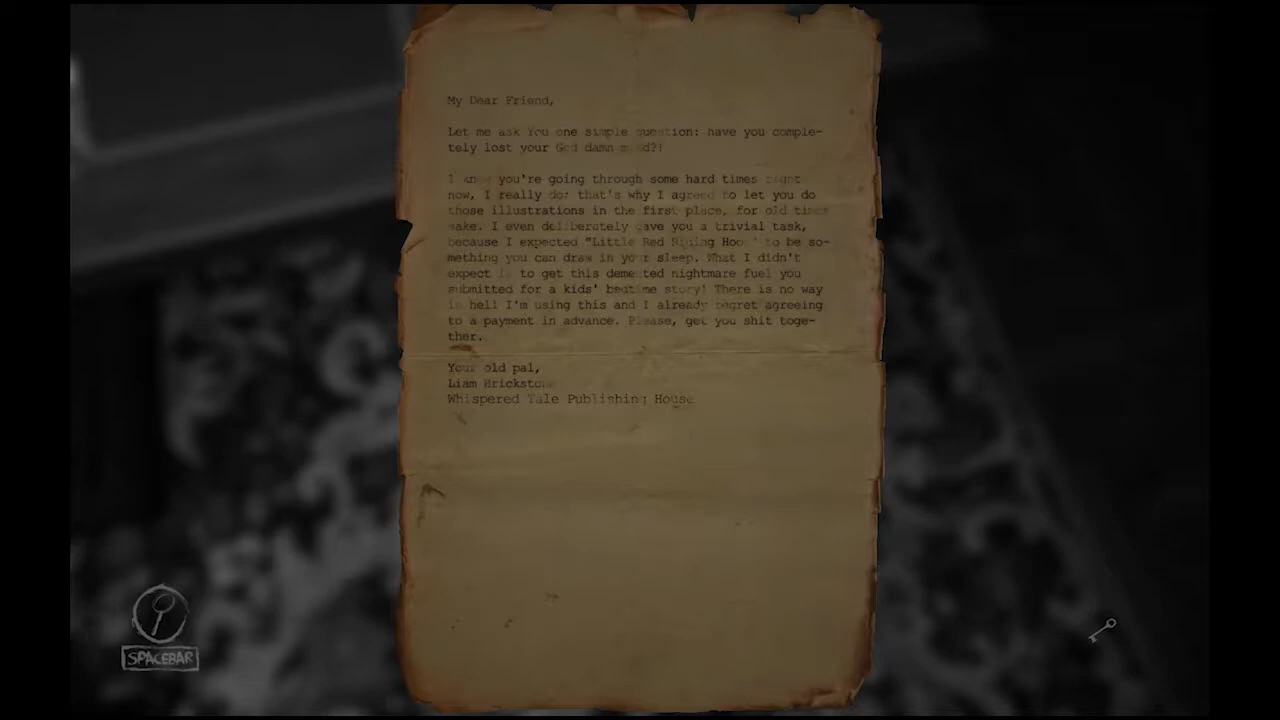 My Dear Friend,
Let me ask You one simple question: have you comple-
tely lost your God damn mind?!
I know you're going through some hard times right
now, I really do; that's why I agreed to let you do
those illustrations in the first place, for old times
sake. I even deliberately gave you a trivial task,
because I expected "Little Red Riding Hood" to be so-
mething you can draw in your sleep. What I didn't
expect is to get this demented nightmare fuel you
submitted for a kids' bedtime story! There is no way
in hell I'm using this and I already regret agreeing
to a payment in advance. Please, get you shit toge-
ther.
Your old pal,
Liam Brickstone
Whispered Tale Publishing House
SPACEBAR